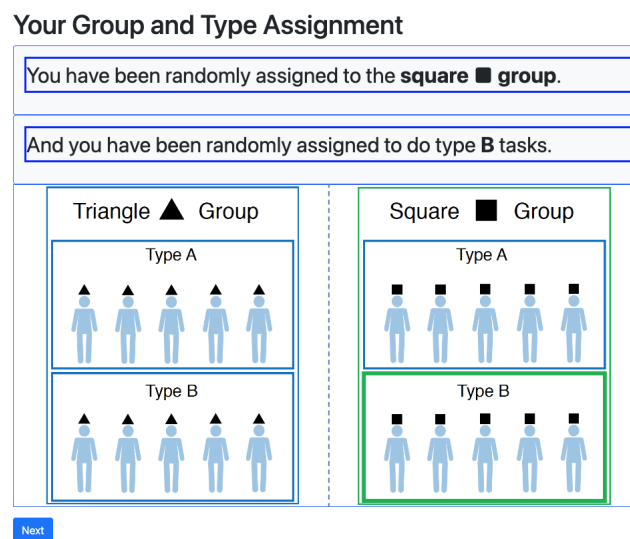 Your Group and Type Assignment
You have been randomly assigned to the square ■ group.
And you have been randomly assigned to do type B tasks.
Triangle ▲ Group
Square ■ Group
Type A
Type A
Type B
Type B
Next